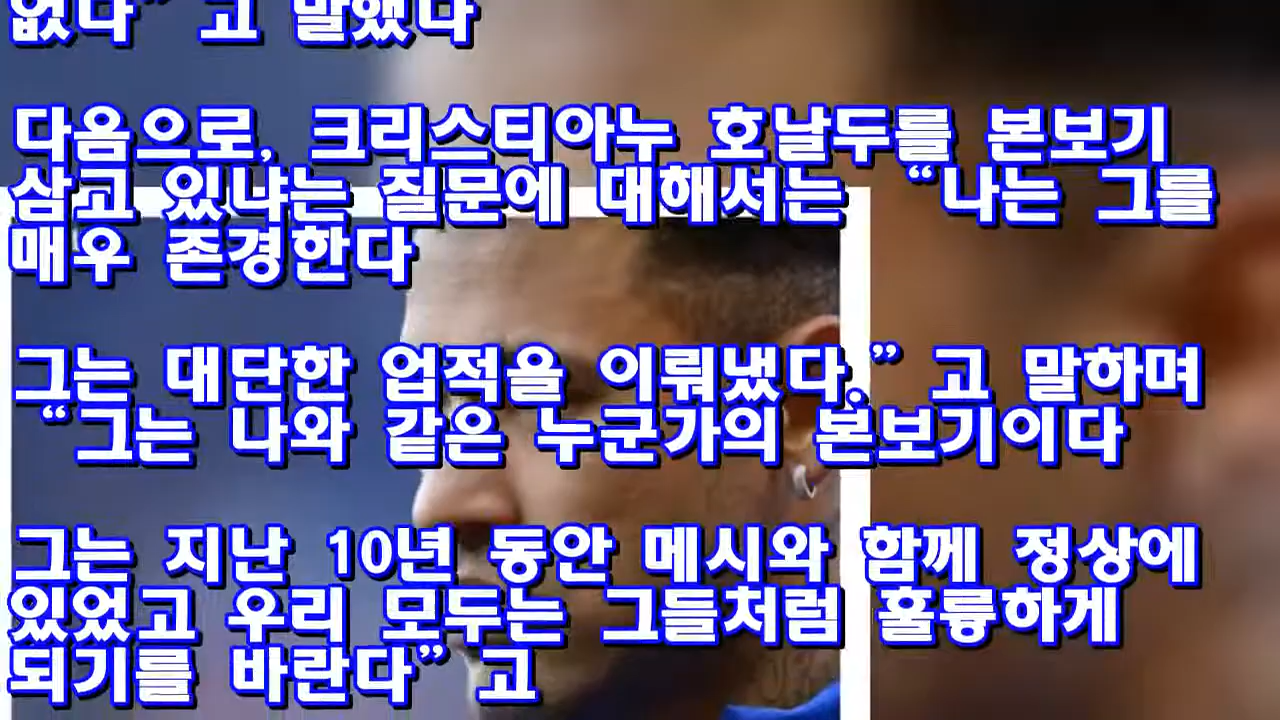 없다” 고 말했다
다음으로, 크리스티아누 호날두를 본보기
삼고 있냐는 질문에 대해서는 “나는 그를
매우 존경한다
그는 대단한 업적을 이뤄냈다.” 고 말하며
“그는 나와 같은 누군가의 본보기이다
그는 지난 10년 동안 메시와 함께 정상에
있었고 우리 모두는 그들처럼 훌륭하게
되기를 바란다” 고